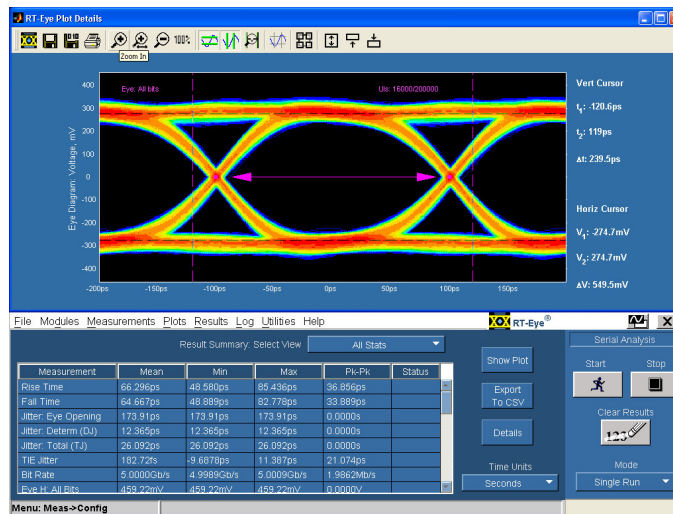 RT-Eye Plot Details
100%
Zoom In
Eye: All bits
UIs: 16000/200000
Eye Diagram: Voltage, mV
400
300
200
100
0
-100
-200
-300
-400
-200ps -150ps -100ps -50ps 0ps 50ps 100ps 150ps
Vert Cursor
t1: -120.6ps
t2: 119ps
Δt: 239.5ps
Horiz Cursor
V1: -274.7mV
V2: 274.7mV
ΔV: 549.5mV
File Modules Measurements Plots Results Log Utilities Help
RT-Eye®
X
Result Summary: Select View All Stats
Measurement Mean Min Max Pk-Pk Status
Rise Time 66.296ps 48.580ps 85.436ps 36.856ps
Fall Time 64.667ps 48.889ps 82.778ps 33.889ps
Jitter: Eye Opening 173.91ps 173.91ps 173.91ps 0.0000s
Jitter: Determ (DJ) 12.365ps 12.365ps 12.365ps 0.0000s
Jitter: Total (TJ) 26.092ps 26.092ps 26.092ps 0.0000s
TIE Jitter 182.72fs -9.6878ps 11.387ps 21.074ps
Bit Rate 5.0000Gb/s 4.9989Gb/s 5.0009Gb/s 1.9862Mb/s
Eye H: All Bits 459.22mV 459.22mV 459.22mV 0.0000V
Show Plot
Export
To CSV
Details
Time Units
Seconds
Serial Analysis
Start Stop
Clear Results
123
Mode
Single Run
Menu: Meas->Config